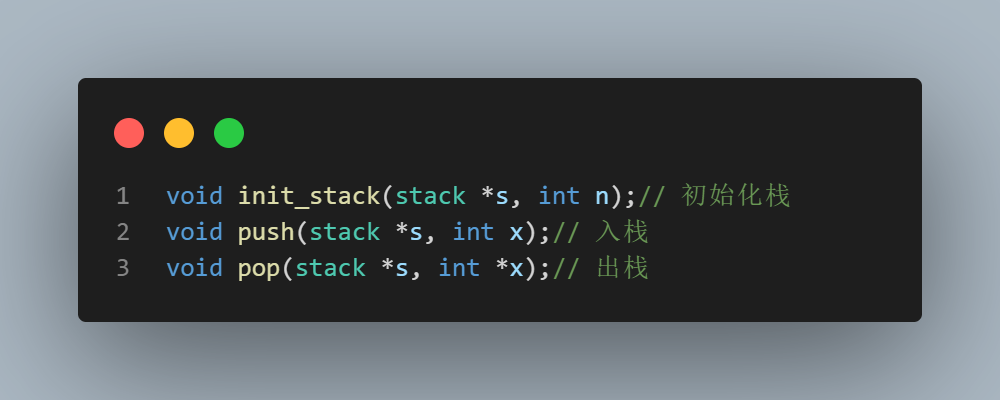 1 void init_stack(stack *s, int n);// 初始化栈
2 void push(stack *s, int x);// 入栈
3 void pop(stack *s, int *x);// 出栈